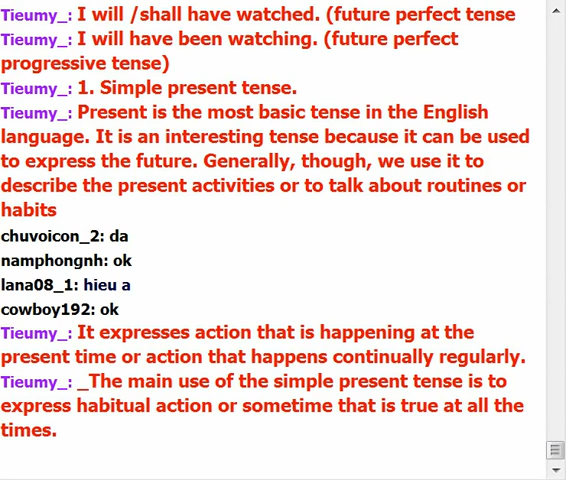 Tieumy_: I will /shall have watched. (future perfect tense
Tieumy_: I will have been watching. (future perfect
progressive tense)
Tieumy_: 1. Simple present tense.
Tieumy_: Present is the most basic tense in the English
language. It is an interesting tense because it can be used
to express the future. Generally, though, we use it to
describe the present activities or to talk about routines or
habits
chuvoicon_2: da
namphongnh: ok
lana08_1: hieu a
cowboy192: ok
Tieumy_: It expresses action that is happening at the
present time or action that happens continually regularly.
Tieumy_: _The main use of the simple present tense is to
express habitual action or sometime that is true at all the
times.